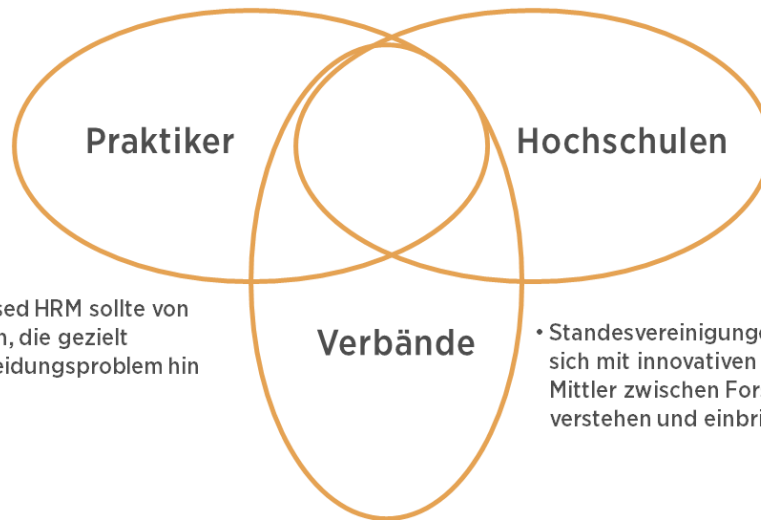 Praktiker
Hochschulen
sed HRM sollte von
n, die gezielt
eidungsproblem hin
Verbände
• Standesvereinigunge
sich mit innovativen
Mittler zwischen Fors
verstehen und einbri